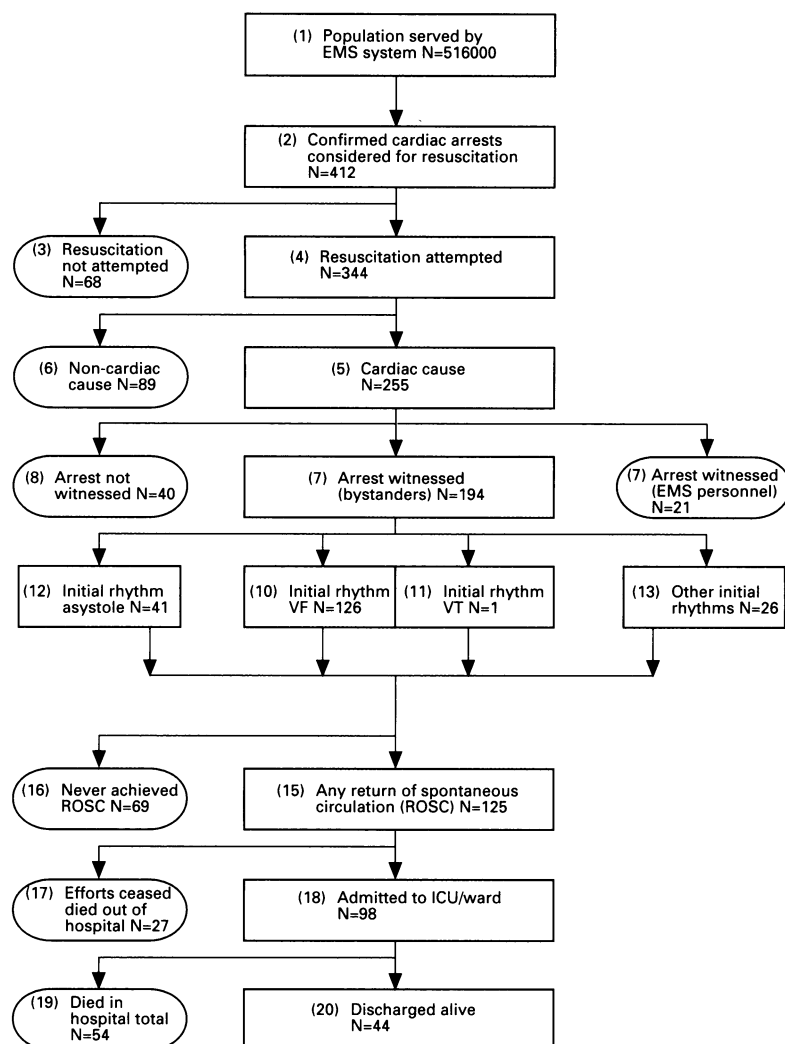 (1) Population served by
EMS system N=516000
(2) Confirmed cardiac arrests
considered for resuscitation
N=412
(3) Resuscitation
not attempted
N=68
(4) Resuscitation attempted
N=344
(6) Non-cardiac
cause N=89
(5) Cardiac cause
N=255
(8) Arrest not
witnessed N=40
(7) Arrest witnessed
(bystanders) N=194
(7) Arrest witnessed
(EMS personnel)
N=21
(12) Initial rhythm
asystole N=41
(10) Initial rhythm
VF N=126
(11) Initial rhythm
VT N=1
(13) Other initial
rhythms N=26
(16) Never achieved
ROSC N=69
(15) Any return of spontaneous
circulation (ROSC) N=125
(17) Efforts ceased
died out of
hospital N=27
(18) Admitted to ICU/ward
N=98
(19) Died in
hospital total
N=54
(20) Discharged alive
N=44